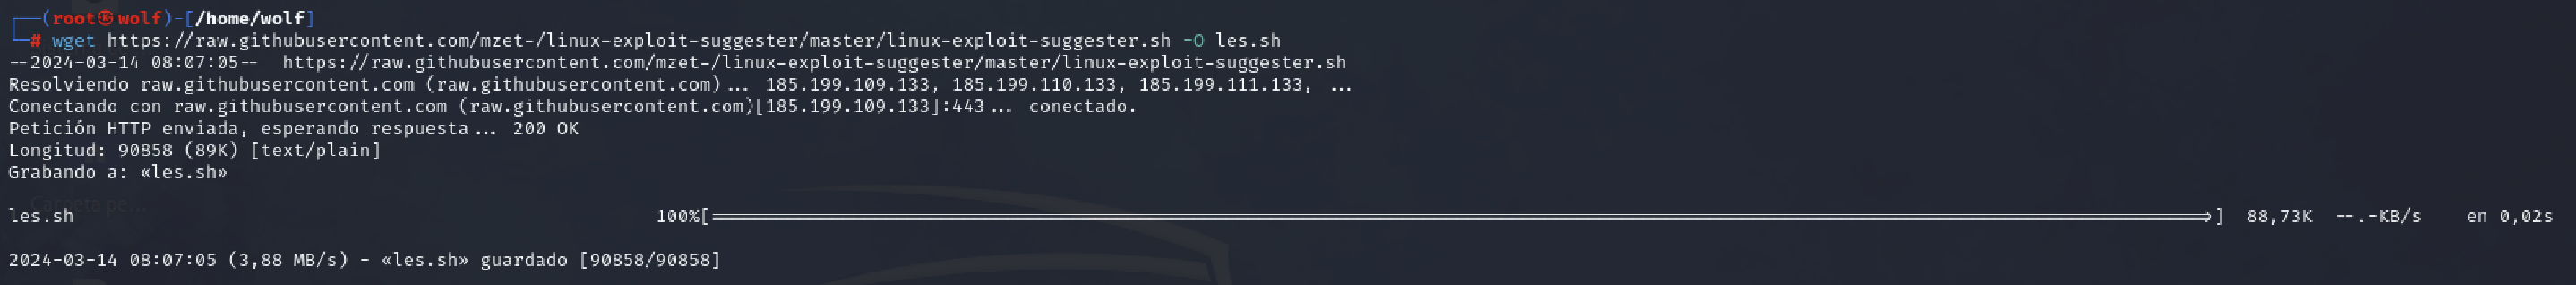 ┌──(root㉿wolf)-[/home/wolf]
└─# wget https://raw.githubusercontent.com/mzet-/linux-exploit-suggester/master/linux-exploit-suggester.sh -O les.sh
--2024-03-14 08:07:05--  https://raw.githubusercontent.com/mzet-/linux-exploit-suggester/master/linux-exploit-suggester.sh
Resolviendo raw.githubusercontent.com (raw.githubusercontent.com)... 185.199.109.133, 185.199.110.133, 185.199.111.133, ...
Conectando con raw.githubusercontent.com (raw.githubusercontent.com)[185.199.109.133]:443... conectado.
Petición HTTP enviada, esperando respuesta... 200 OK
Longitud: 90858 (89K) [text/plain]
Grabando a: «les.sh»
Carpeta pe...
les.sh 100%[===================>] 88,73K --.-KB/s en 0,02s
2024-03-14 08:07:05 (3,88 MB/s) - «les.sh» guardado [90858/90858]